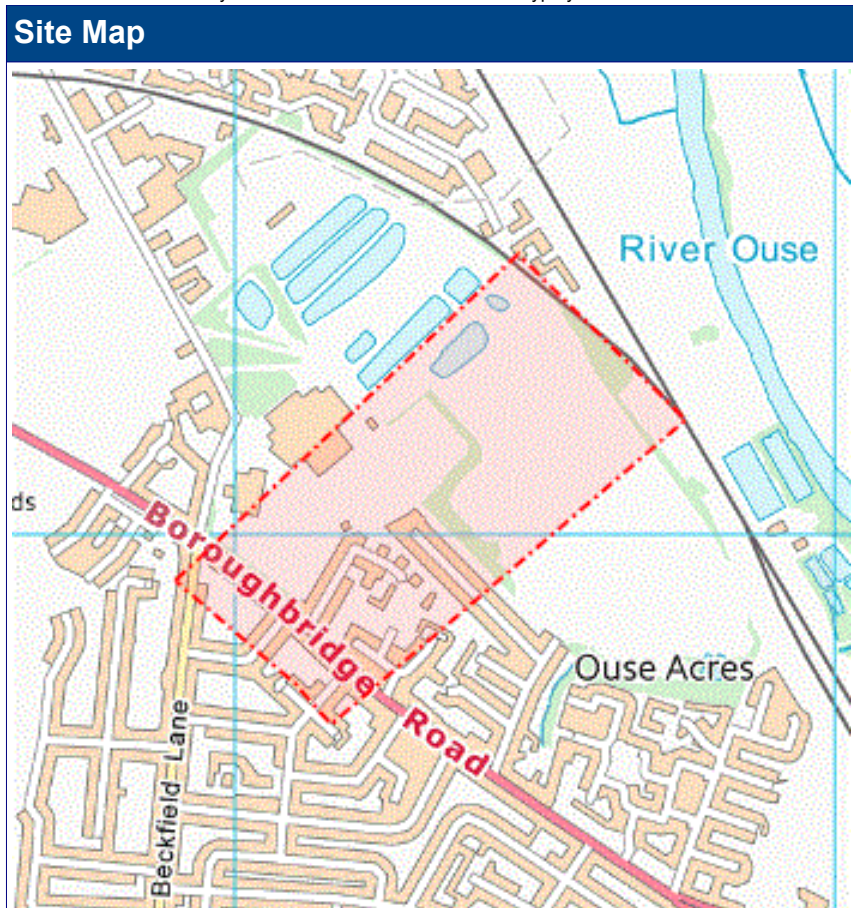 Site Map
River Ouse
ds
Boroughbridge Road
Ouse Acres
Beckfield Lane